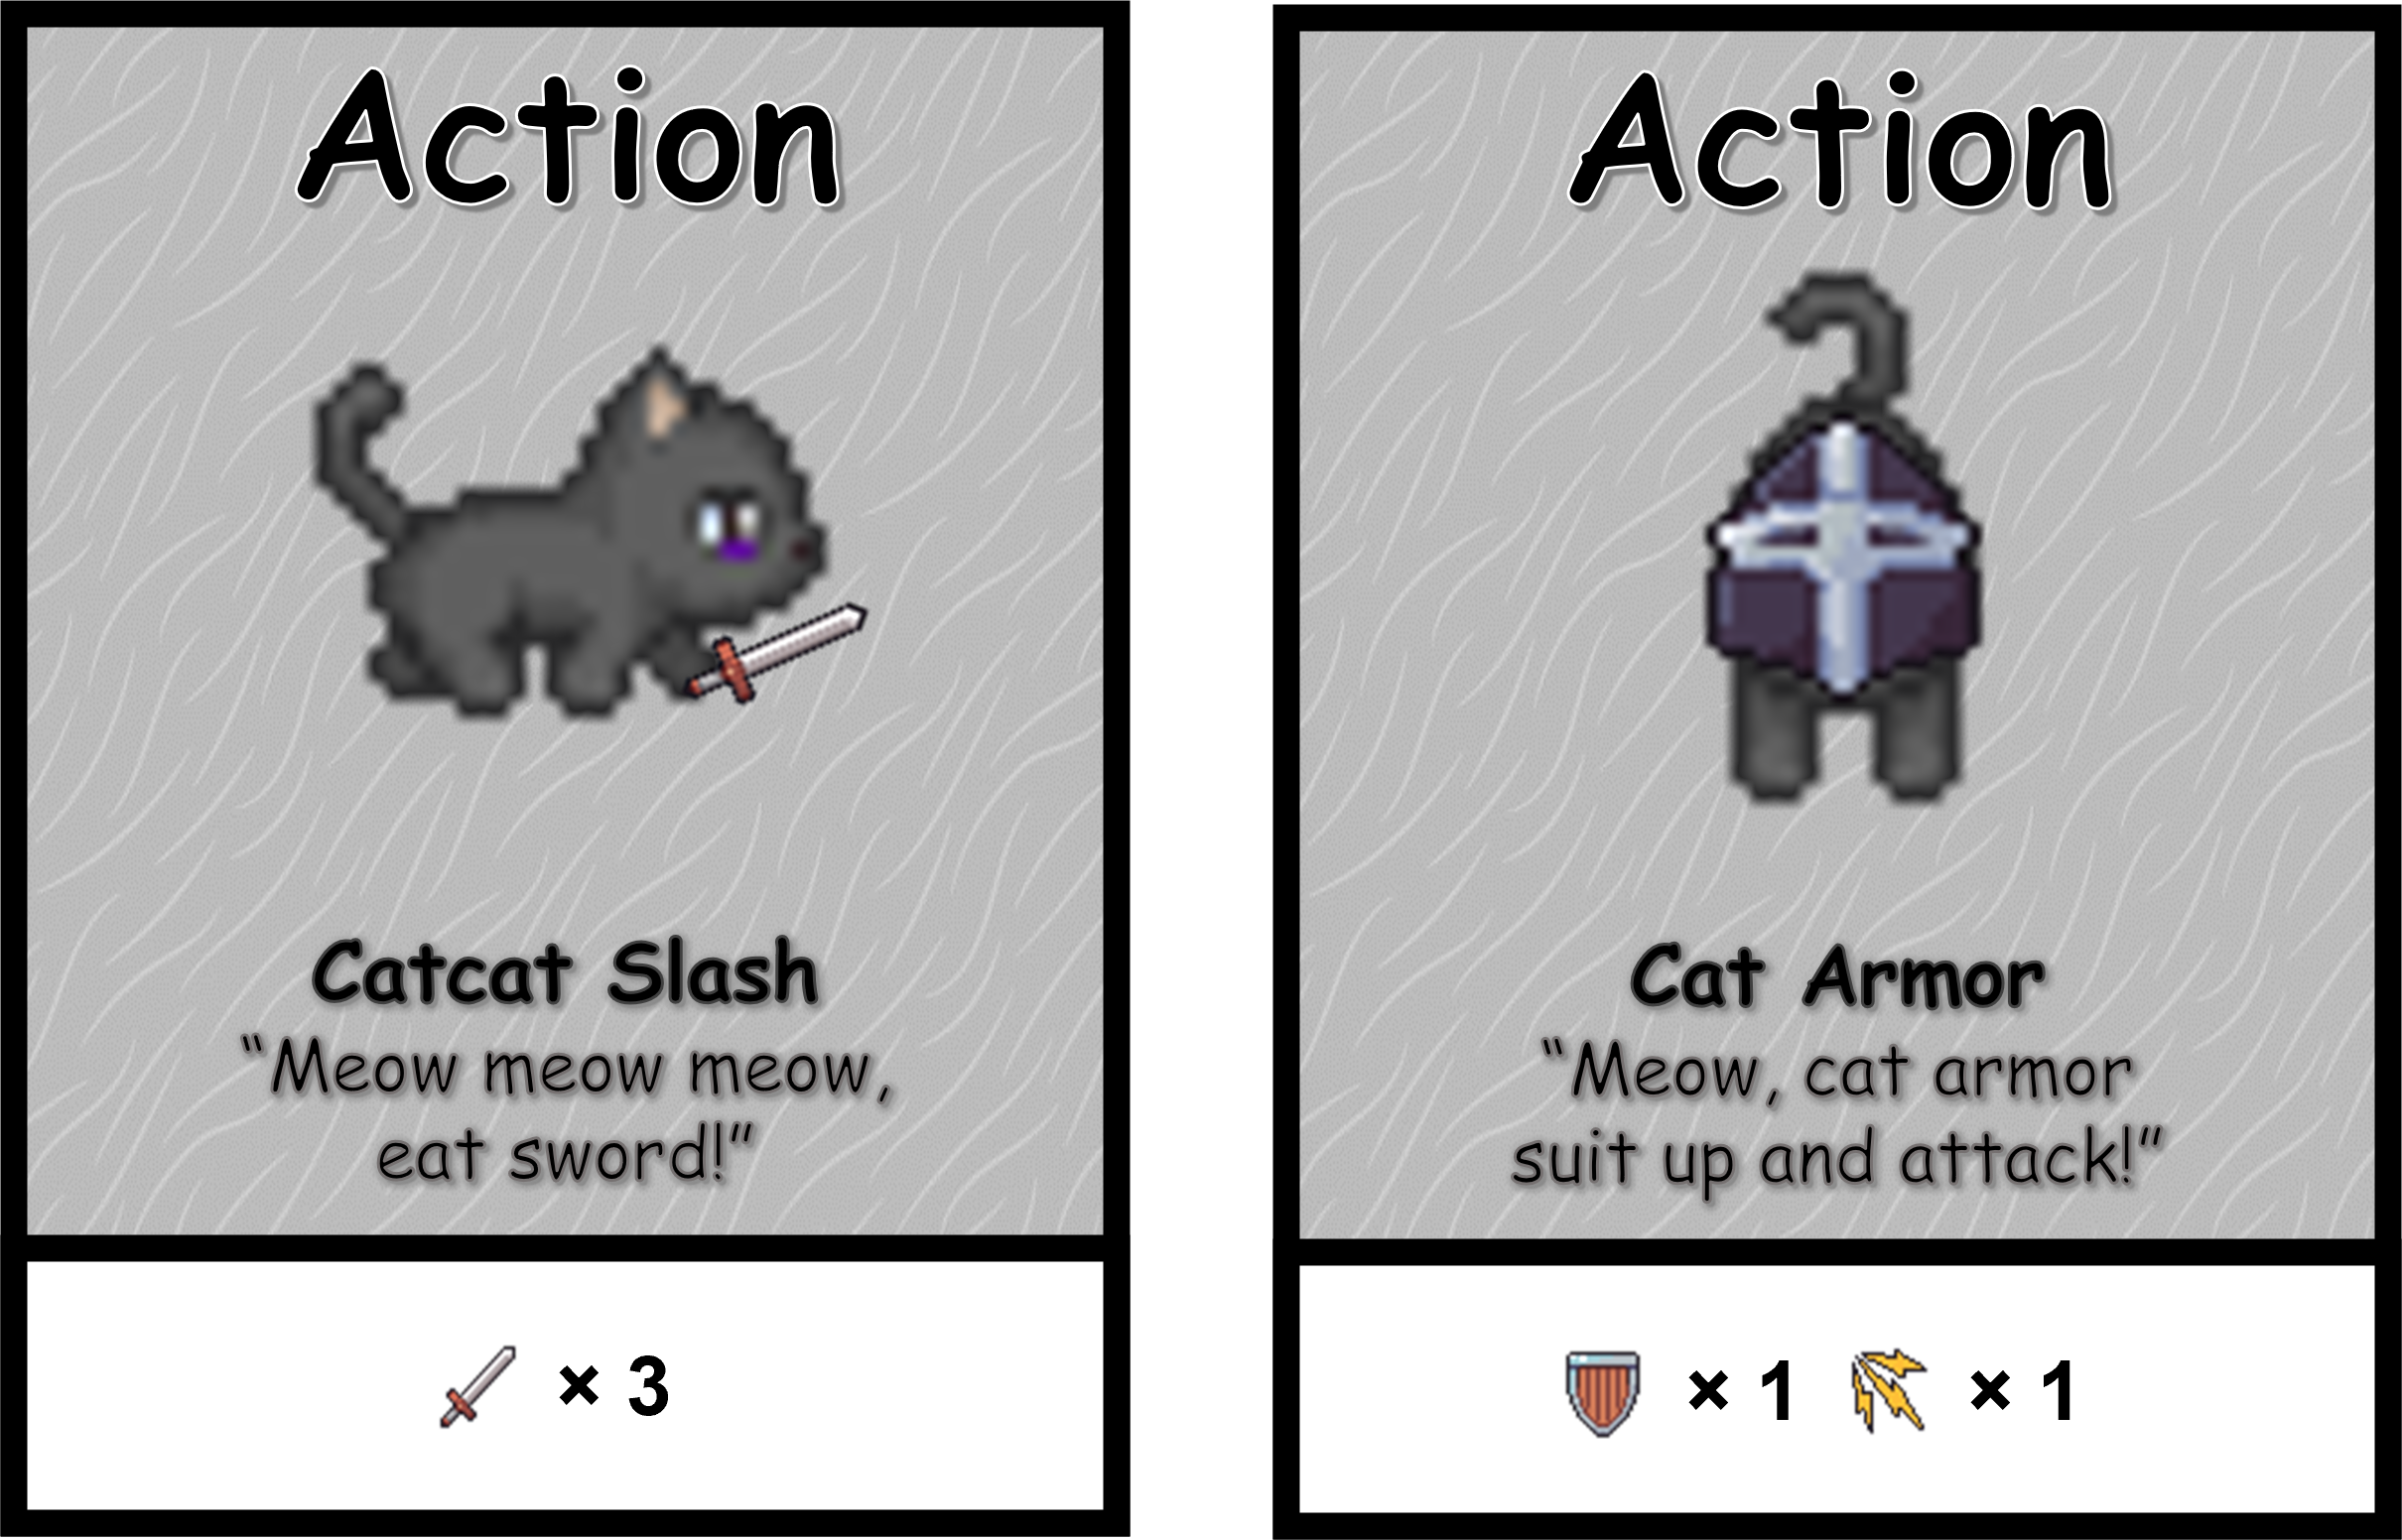 Action
Catcat Slash
“Meow meow meow,
eat sword!”
× 3
Action
Cat Armor
“Meow, cat armor
suit up and attack!”
× 1 × 1